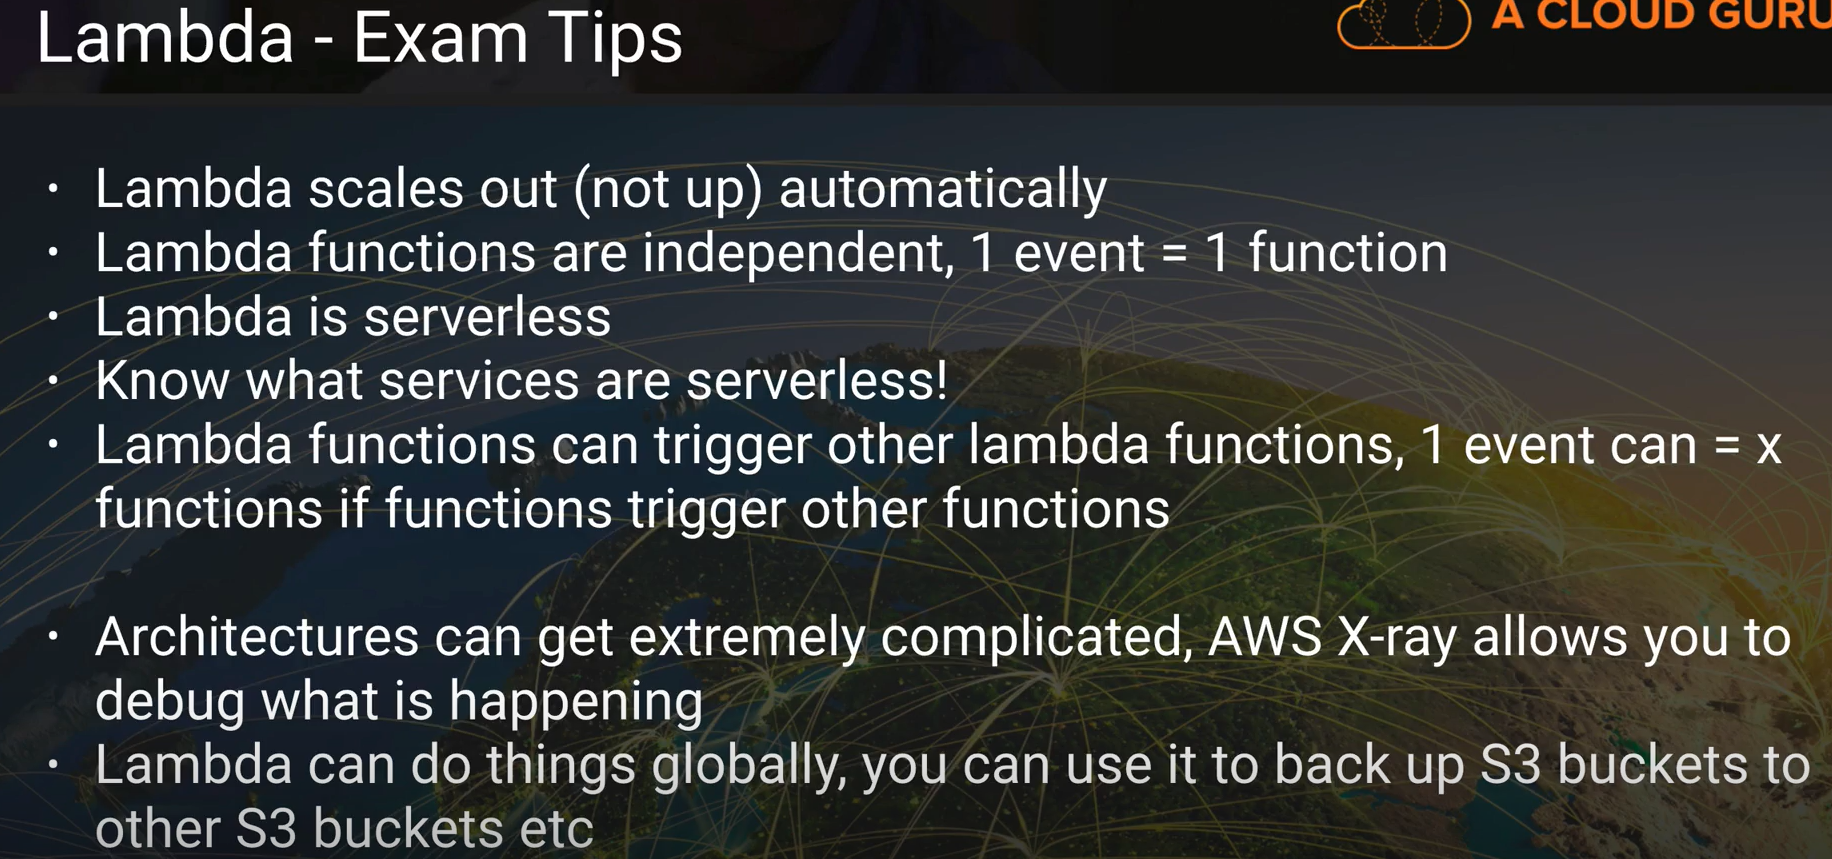 Lambda - Exam Tips
A CLOUD GURU
• Lambda scales out (not up) automatically
• Lambda functions are independent, 1 event = 1 function
• Lambda is serverless
• Know what services are serverless!
• Lambda functions can trigger other lambda functions, 1 event can = x
functions if functions trigger other functions
• Architectures can get extremely complicated, AWS X-ray allows you to
debug what is happening
• Lambda can do things globally, you can use it to back up S3 buckets to
other S3 buckets etc